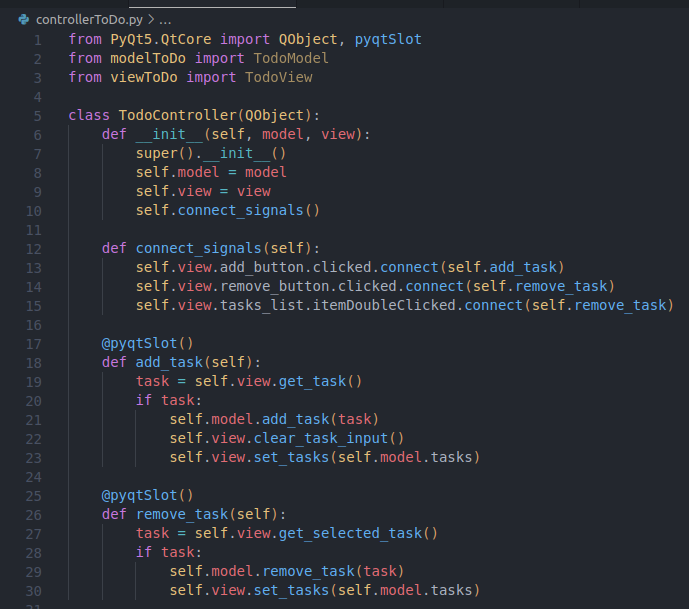 controllerToDo.py > ...
1 from PyQt5.QtCore import QObject, pyqtSlot
2 from modelToDo import TodoModel
3 from viewToDo import TodoView
4
5 class TodoController(QObject):
6     def __init__(self, model, view):
7         super().__init__()
8         self.model = model
9         self.view = view
10         self.connect_signals()
11
12     def connect_signals(self):
13         self.view.add_button.clicked.connect(self.add_task)
14         self.view.remove_button.clicked.connect(self.remove_task)
15         self.view.tasks_list.itemDoubleClicked.connect(self.remove_task)
16
17     @pyqtSlot()
18     def add_task(self):
19         task = self.view.get_task()
20         if task:
21             self.model.add_task(task)
22             self.view.clear_task_input()
23             self.view.set_tasks(self.model.tasks)
24
25     @pyqtSlot()
26     def remove_task(self):
27         task = self.view.get_selected_task()
28         if task:
29             self.model.remove_task(task)
30             self.view.set_tasks(self.model.tasks)